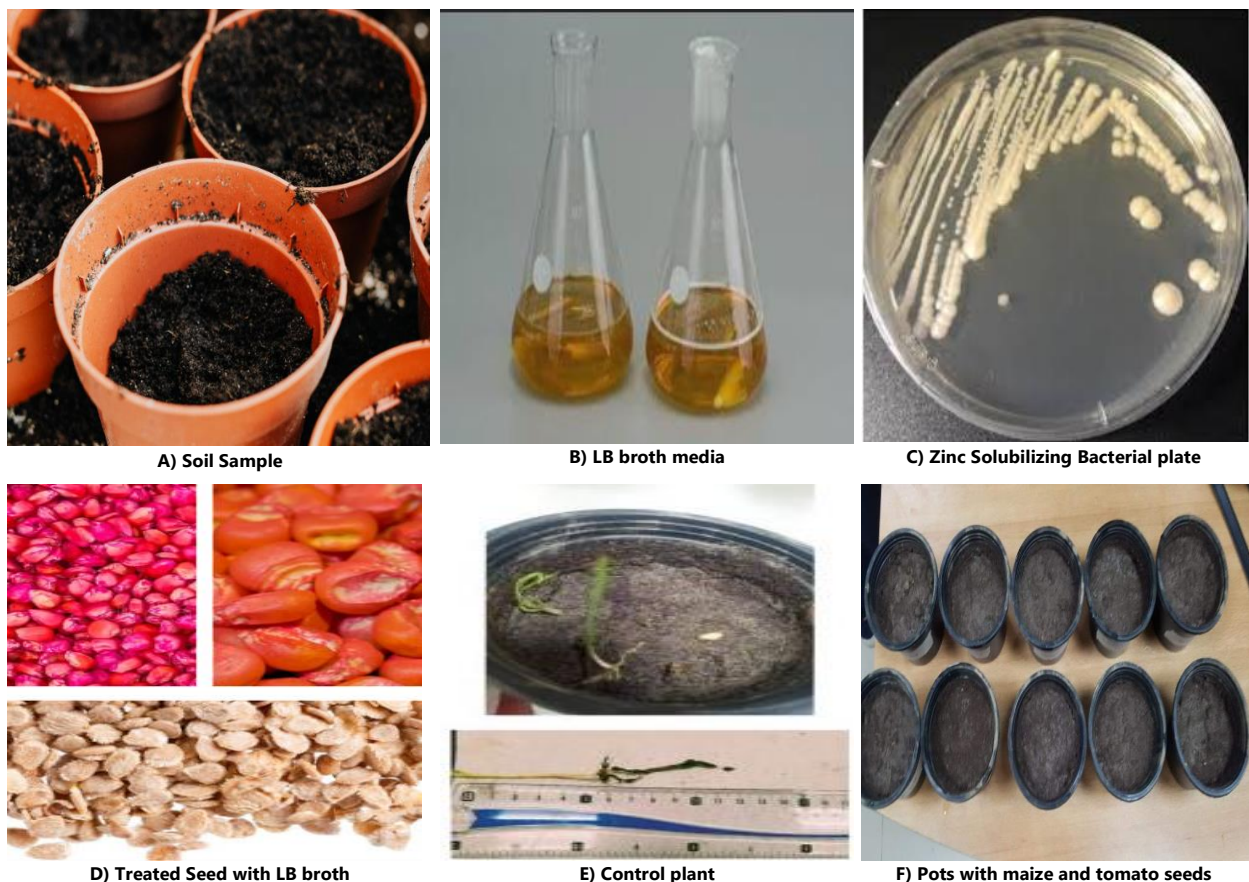 A) Soil Sample
B) LB broth media
C) Zinc Solubilizing Bacterial plate
D) Treated Seed with LB broth
E) Control plant
F) Pots with maize and tomato seeds